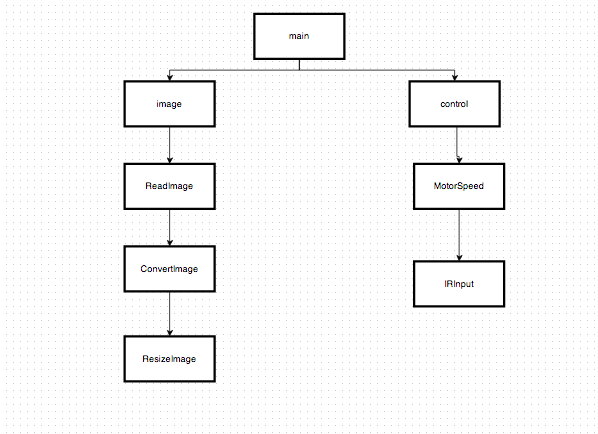 main
image
control
ReadImage
MotorSpeed
ConvertImage
IRInput
ResizeImage